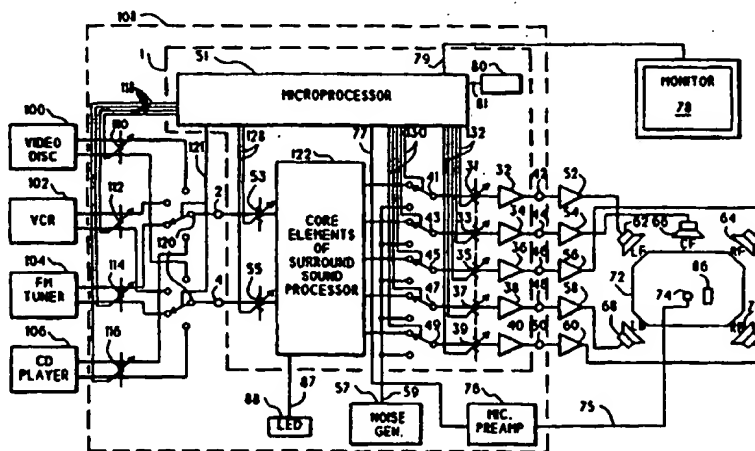 108
1
51
79
80
MICROPROCESSOR
81
MONITOR
78
118
100
110
VIDEO
DISC
121
128
77
130
132
122
102
VCR
112
2
53
41
31
32
42
52
62
66
CF
64
LF
RF
43
33
34
44
54
CORE
ELEMENTS
OF
SURROUND
SOUND
PROCESSOR
120
104
FM
TUNER
114
4
55
45
35
36
46
56
72
74
86
47
37
38
48
58
68
LB
106
CD
PLAYER
116
49
39
40
50
60
87
88
LED
57
59
NOISE
GEN.
76
MIC.
PREAMP
75